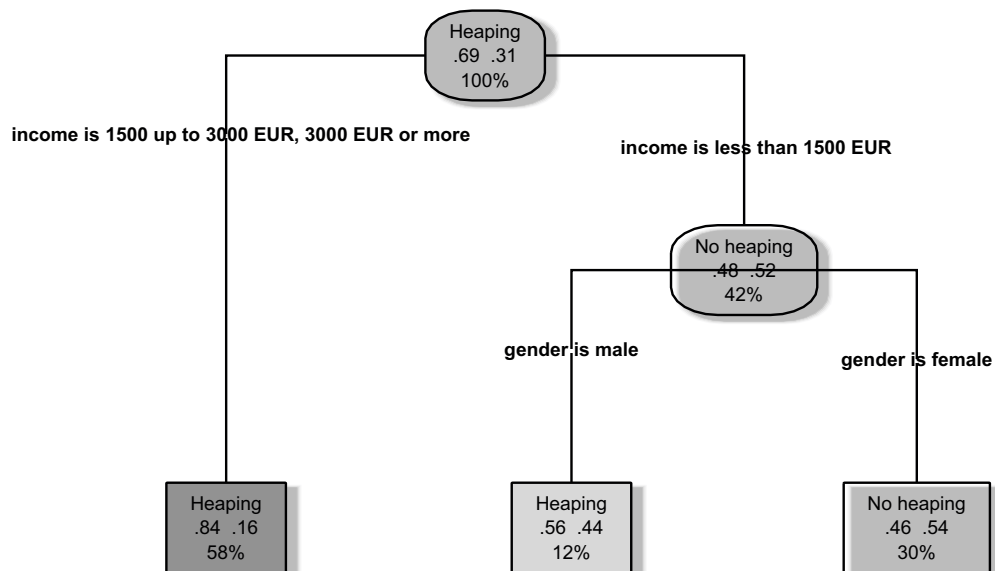 Heaping
.69 .31
100%
income is 1500 up to 3000 EUR, 3000 EUR or more
income is less than 1500 EUR
No heaping
.48 .52
42%
gender is male
gender is female
Heaping
.84 .16
58%
Heaping
.56 .44
12%
No heaping
.46 .54
30%